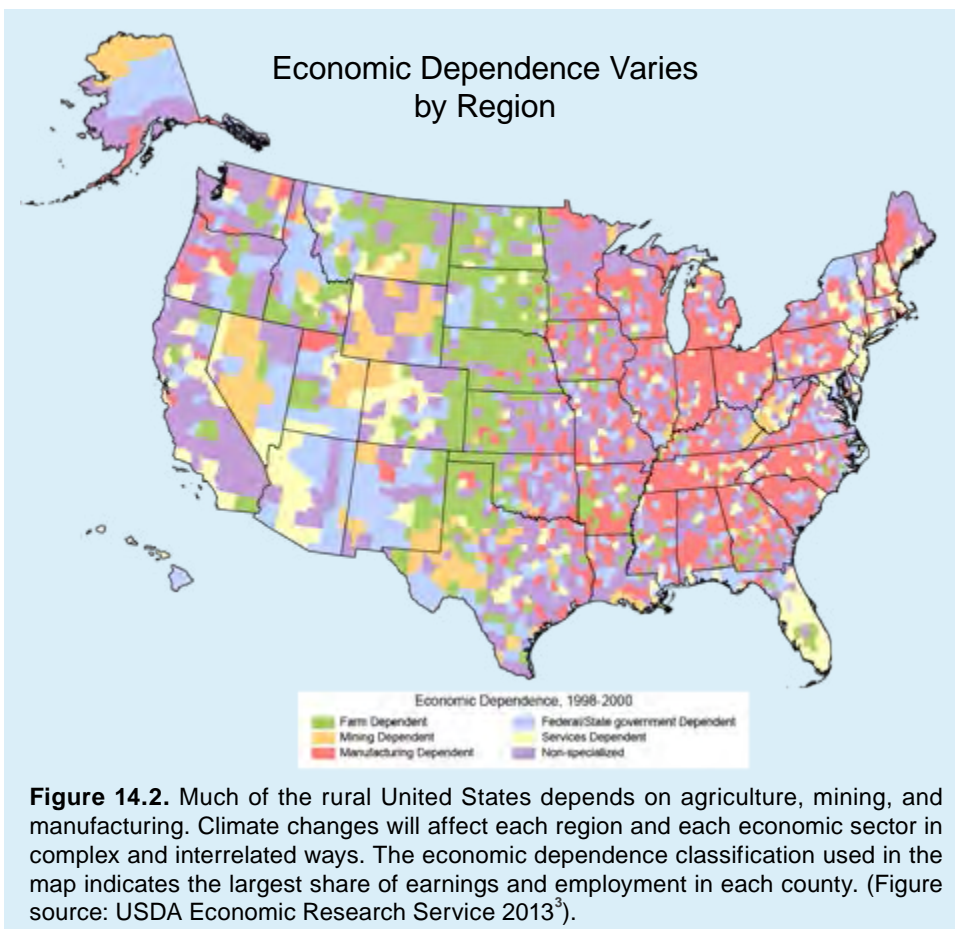 Economic Dependence Varies
by Region
Economic Dependence, 1998-2000
Farm Dependent
Federal/State government Dependent
Mining Dependent
Services Dependent
Manufacturing Dependent
Non-specialized
Figure 14.2. Much of the rural United States depends on agriculture, mining, and
manufacturing. Climate changes will affect each region and each economic sector in
complex and interrelated ways. The economic dependence classification used in the
map indicates the largest share of earnings and employment in each county. (Figure
source: USDA Economic Research Service 2013³).